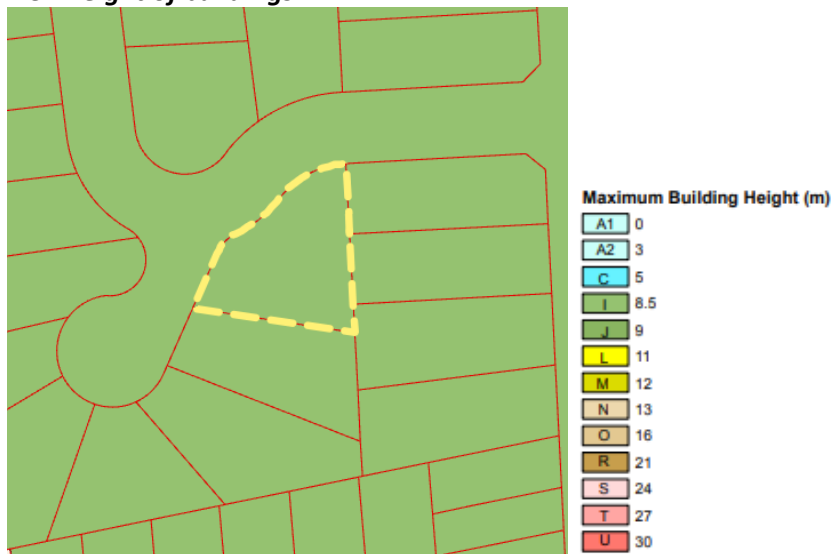 Maximum Building Height (m)
A1 0
A2 3
C 5
I 8.5
J 9
L 11
M 12
N 13
O 16
R 21
S 24
T 27
U 30